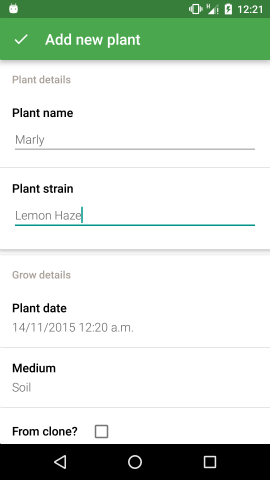 12:21
Add new plant
Plant details
Plant name
Marly
Plant strain
Lemon Haze
Grow details
Plant date
14/11/2015 12:20 a.m.
Medium
Soil
From clone?